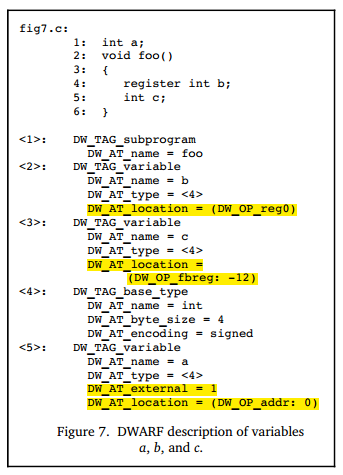 fig7.c:
1: int a;
2: void foo()
3: {
4: register int b;
5: int c;
6: }
<1>: DW_TAG_subprogram
DW_AT_name = foo
<2>: DW_TAG_variable
DW_AT_name = b
DW_AT_type = <4>
DW_AT_location = (DW_OP_reg0)
<3>: DW_TAG_variable
DW_AT_name = c
DW_AT_type = <4>
DW_AT_location =
(DW_OP_fbreg: -12)
<4>: DW_TAG_base_type
DW_AT_name = int
DW_AT_byte_size = 4
DW_AT_encoding = signed
<5>: DW_TAG_variable
DW_AT_name = a
DW_AT_type = <4>
DW_AT_external = 1
DW_AT_location = (DW_OP_addr: 0)
Figure 7. DWARF description of variables
a, b, and c.